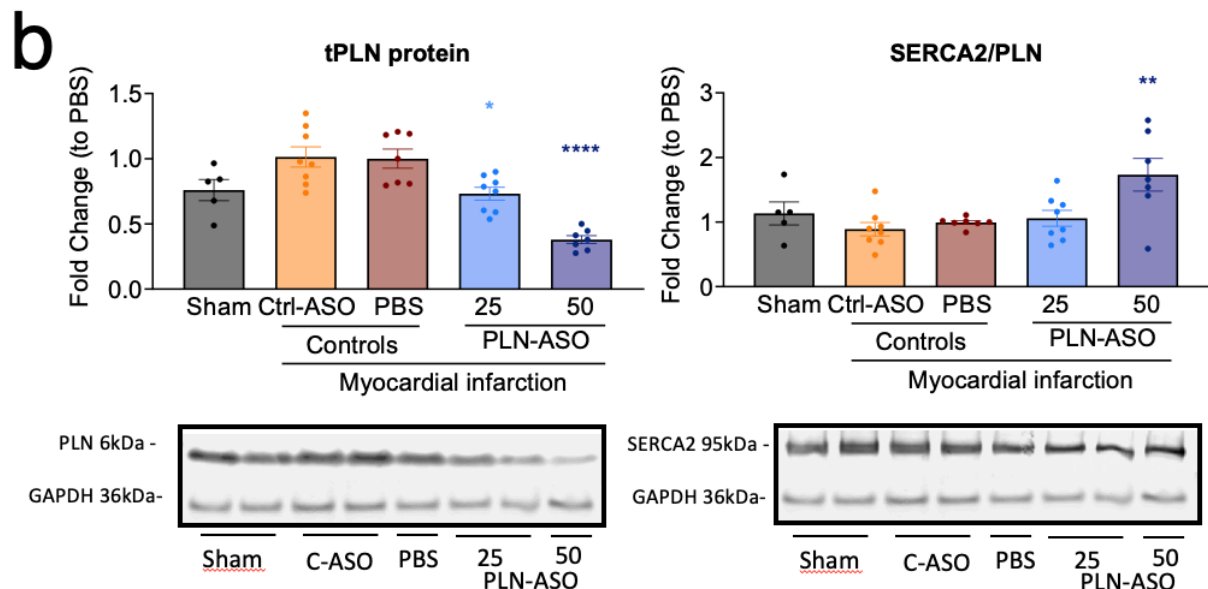 b
tPLN protein
Fold Change (to PBS)
1.5
1.0
0.5
0.0
*
****
Sham Ctrl-ASO PBS 25 50
Controls PLN-ASO
Myocardial infarction
SERCA2/PLN
Fold Change (to PBS)
3
2
1
0
**
Sham Ctrl-ASO PBS 25 50
Controls PLN-ASO
Myocardial infarction
PLN 6kDa -
GAPDH 36kDa-
Sham C-ASO PBS 25 50
PLN-ASO
SERCA2 95kDa -
GAPDH 36kDa-
Sham C-ASO PBS 25 50
PLN-ASO